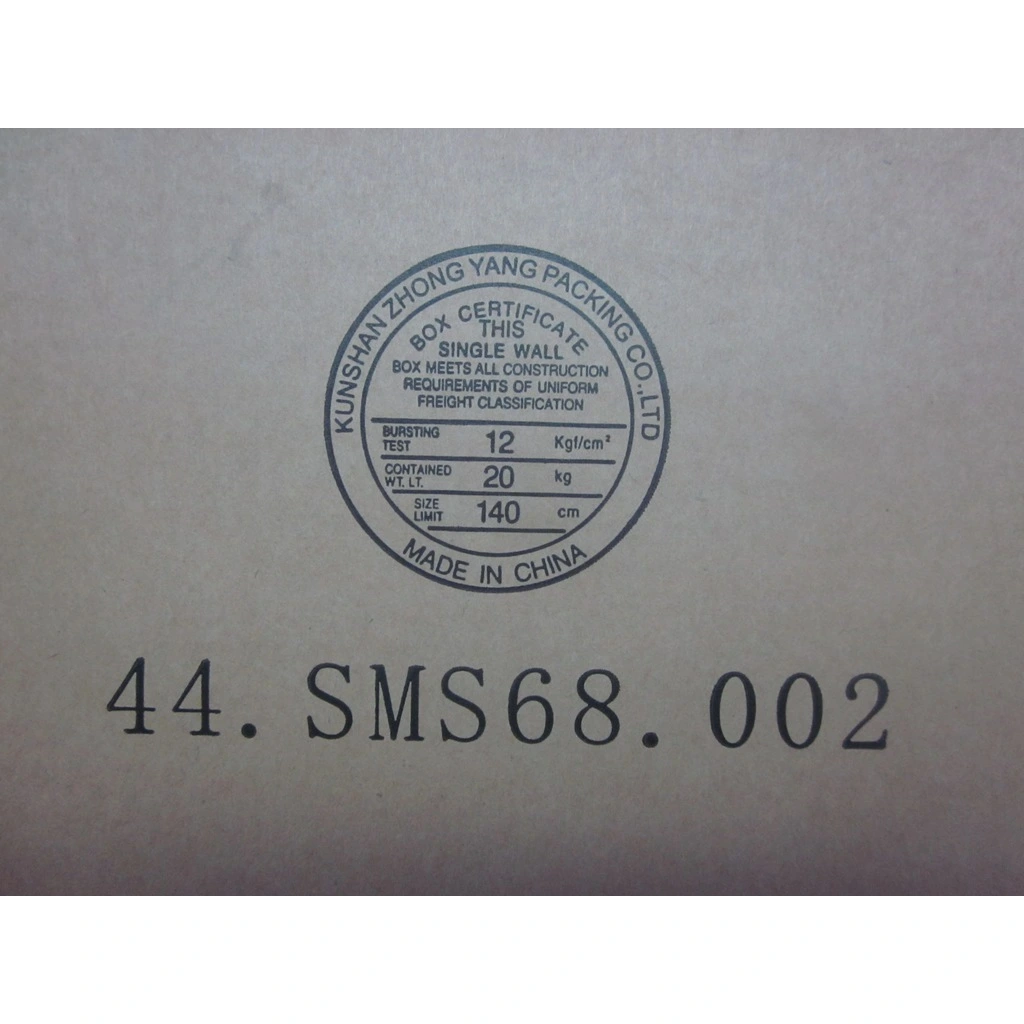 KUNSHAN ZHONG YANG PACKING CO.,LTD
BOX CERTIFICATE
THIS
SINGLE WALL
BOX MEETS ALL CONSTRUCTION
REQUIREMENTS OF UNIFORM
FREIGHT CLASSIFICATION
BURSTING TEST 12 Kgf/cm²
CONTAINED WT. LT. 20 kg
SIZE LIMIT 140 cm
MADE IN CHINA
44.SMS68.002